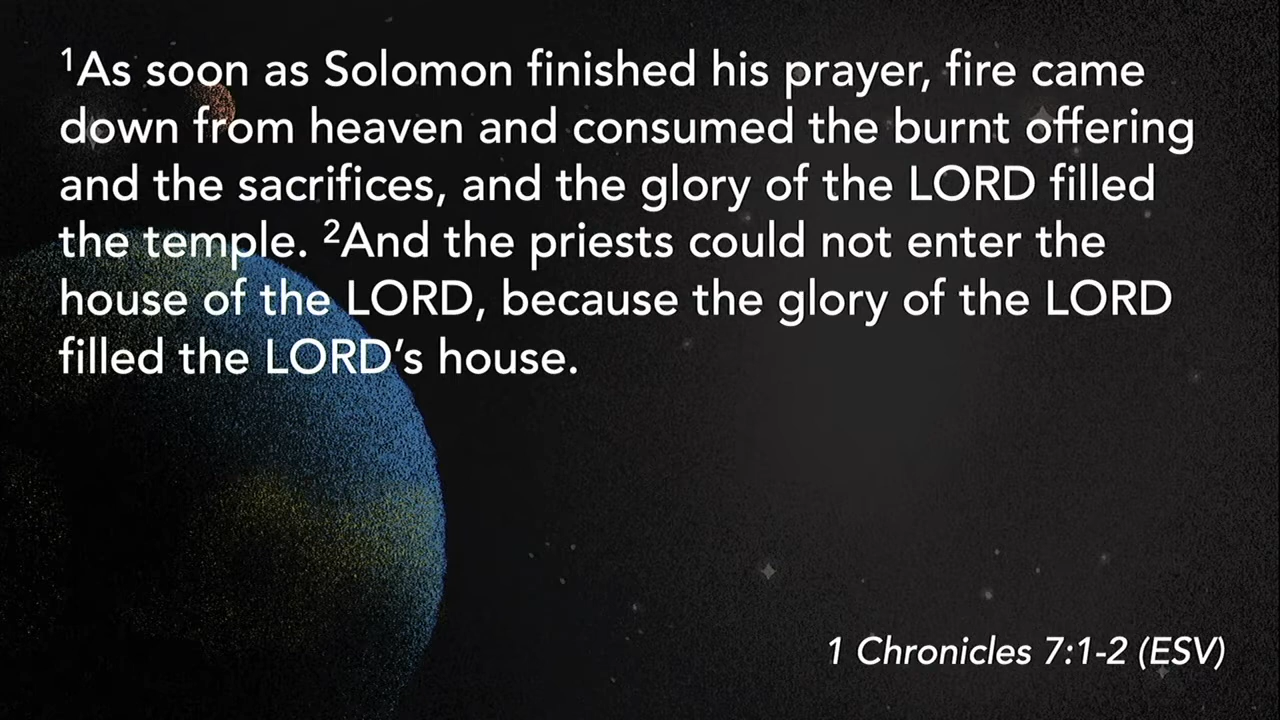 ¹As soon as Solomon finished his prayer, fire came
down from heaven and consumed the burnt offering
and the sacrifices, and the glory of the LORD filled
the temple. ²And the priests could not enter the
house of the LORD, because the glory of the LORD
filled the LORD’s house.
1 Chronicles 7:1-2 (ESV)